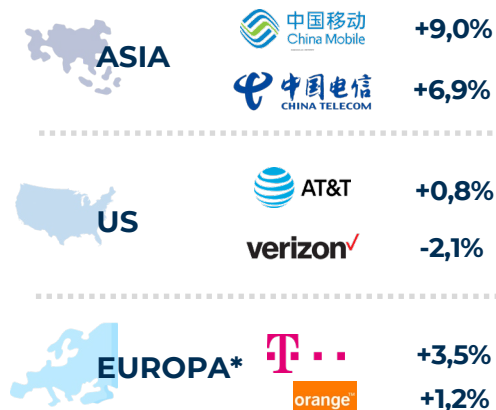 中国移动
China Mobile
+9,0%
ASIA
中国电信
CHINA TELECOM
+6,9%
AT&T
+0,8%
US
verizon✓
-2,1%
EUROPA*
T
+3,5%
orange™
+1,2%